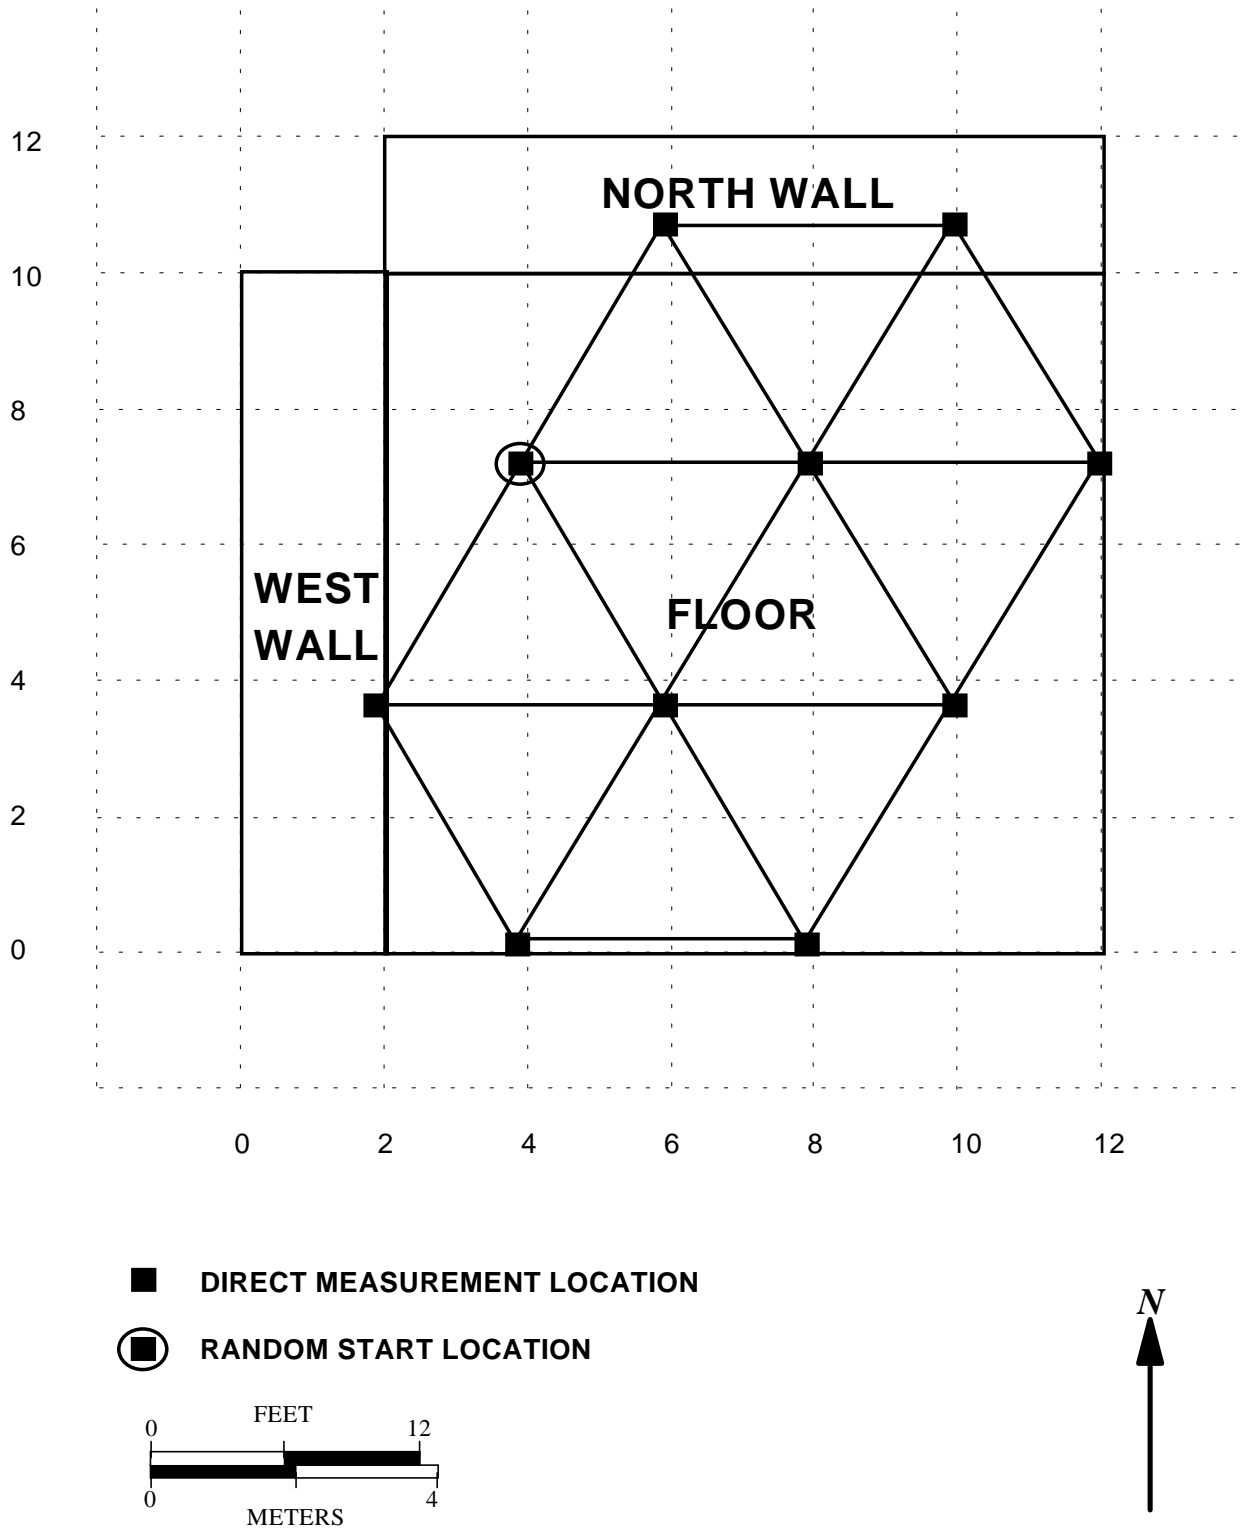 12
NORTH WALL
10
8
6
WEST
WALL
FLOOR
4
2
0
0 2 4 6 8 10 12
DIRECT MEASUREMENT LOCATION
RANDOM START LOCATION
N
FEET
0 12
0 4
METERS